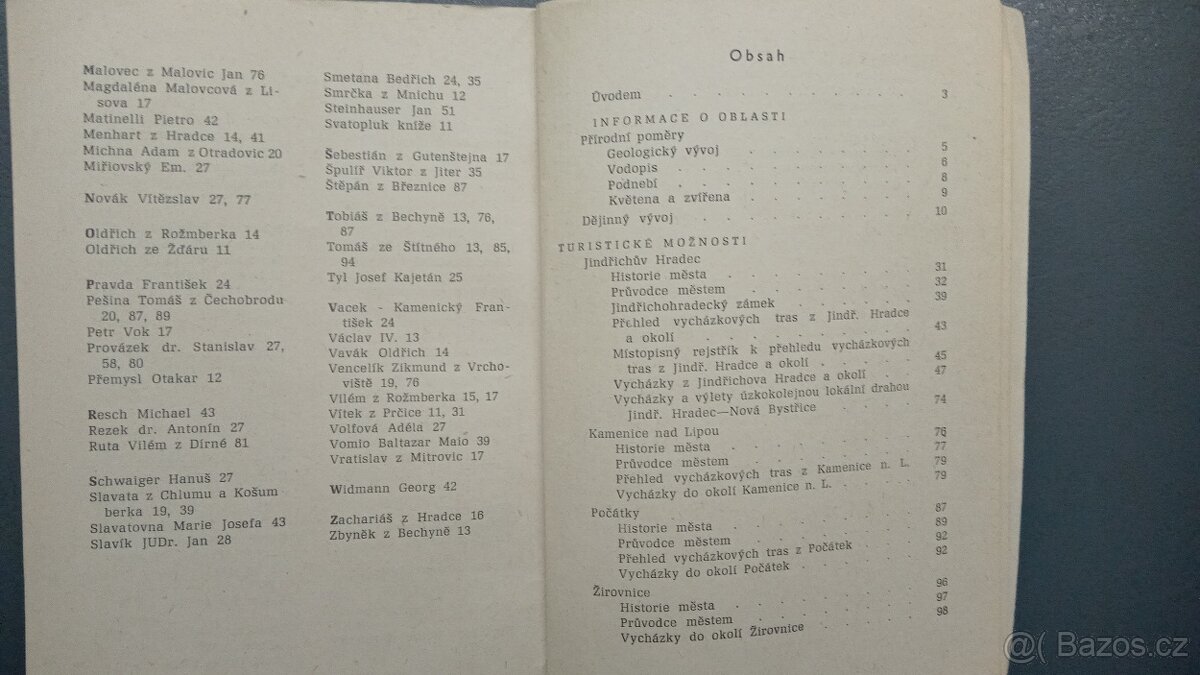 Malovec z Malovic Jan 76
Magdaléna Malovcová z Li-
sova 17
Matinelli Pietro 42
Menhart z Hradce 14, 41
Michna Adam z Otradovic 20
Miřiovský Em. 27
Novák Vítězslav 27, 77
Oldřich z Rožmberka 14
Oldřich ze Žďáru 11
Pravda František 24
Pešina Tomáš z Čechobrodu
20, 87, 89
Petr Vok 17
Provázek dr. Stanislav 27,
58, 80
Přemysl Otakar 12
Resch Michael 43
Rezek dr. Antonín 27
Ruta Vilém z Dírné 81
Schwaiger Hanuš 27
Slavata z Chlumu a Košum
berka 19, 39
Slavatovna Marie Josefa 43
Slavík JUDr. Jan 28
Smetana Bedřich 24, 35
Smrčka z Mnichu 12
Steinhauser Jan 51
Svatopluk kníže 11
Šebestián z Gutenštejna 17
Špulíř Viktor z Jiter 35
Štěpán z Březnice 87
Tobiáš z Bechyně 13, 76,
87
Tomáš ze Štítného 13, 85,
94
Tyl Josef Kajetán 25
Vacek - Kamenický Fran-
tišek 24
Václav IV. 13
Vavák Oldřich 14
Vencelík Zikmund z Vrcho-
viště 19, 76
Vilém z Rožmberka 15, 17
Vítek z Prčice 11, 31
Volfová Adéla 27
Vomio Baltazar Maio 39
Vratislav z Mitrovic 17
Widmann Georg 42
Zachariáš z Hradce 16
Zbyněk z Bechyně 13
Obsah
Úvodem . . . . . . . . . . . 3
INFORMACE O OBLASTI
Přírodní poměry
Geologický vývoj . . . . . . . . 5
Vodopis . . . . . . . . . . 6
Podnebí . . . . . . . . . . 8
Květena a zvířena . . . . . . . . 9
Dějinný vývoj . . . . . . . . . 10
TURISTICKÉ MOŽNOSTI
Jindřichův Hradec
Historie města . . . . . . . . 31
Průvodce městem . . . . . . . . 32
Jindřichohradecký zámek . . . . . . 39
Přehled vycházkových tras z Jindř. Hradce
a okolí . . . . . . . . . 43
Místopisný rejstřík k přehledu vycházkových
tras z Jindř. Hradce a okolí . . . . 45
Vycházky z Jindřichova Hradce a okolí . . 47
Vycházky a výlety úzkokolejnou lokální drahou
Jindř. Hradec—Nová Bystřice . . . . 74
Kamenice nad Lipou . . . . . . . 76
Historie města . . . . . . . . 77
Průvodce městem . . . . . . . . 79
Přehled vycházkových tras z Kamenice n. L. 79
Vycházky do okolí Kamenice n. L. . . . .
Počátky . . . . . . . . . . 87
Historie města . . . . . . . . 89
Průvodce městem . . . . . . . . 92
Přehled vycházkových tras z Počátek . . . 92
Vycházky do okolí Počátek . . . . .
Žirovnice . . . . . . . . . . 96
Historie města . . . . . . . . 97
Průvodce městem . . . . . . . . 98
Vycházky do okolí Žirovnice . . . . .
@( Bazos.cz